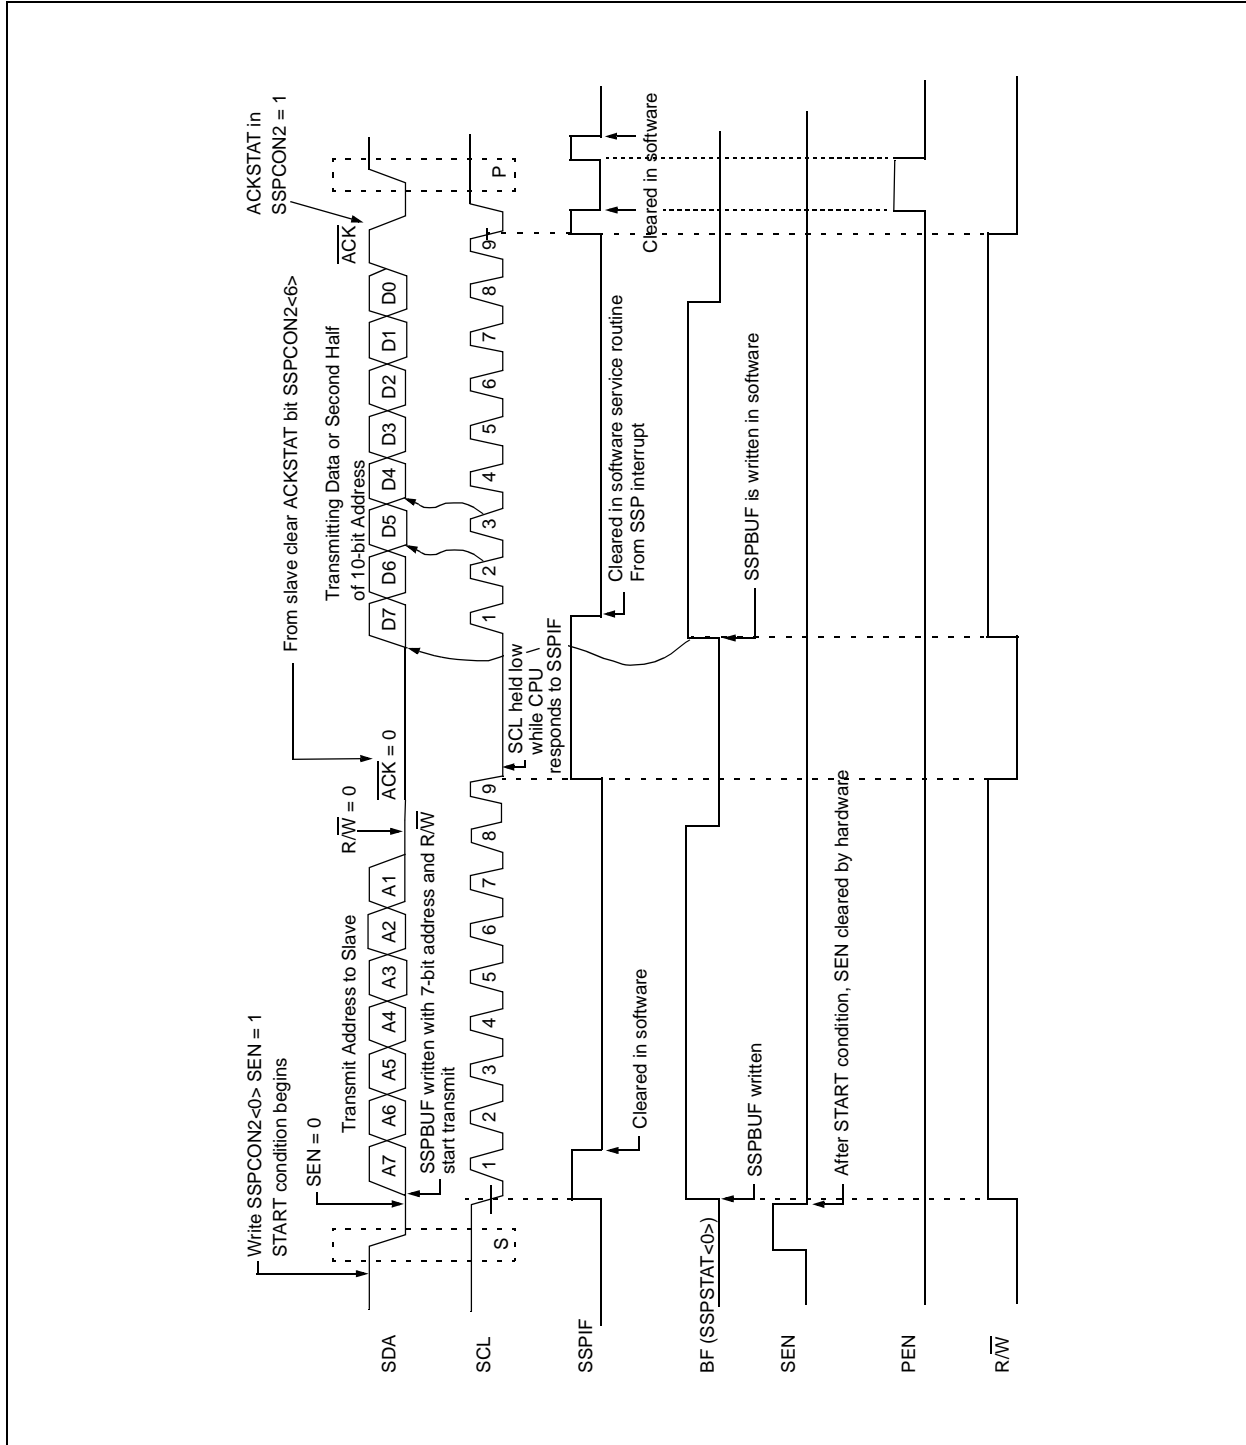 Write SSPCON2<0> SEN = 1
START condition begins
From slave clear ACKSTAT bit SSPCON2<6>
ACKSTAT in
SSPCON2 = 1
SEN = 0
Transmit Address to Slave
R/W = 0
ACK = 0
Transmitting Data or Second Half
of 10-bit Address
ACK
SDA
A7 A6 A5 A4 A3 A2 A1
D7 D6 D5 D4 D3 D2 D1 D0
SSPBUF written with 7-bit address and R/W
start transmit
SCL
S
1 2 3 4 5 6 7 8 9
1 2 3 4 5 6 7 8 9
P
SCL held low
while CPU
responds to SSPIF
SSPIF
Cleared in software
Cleared in software service routine
From SSP interrupt
Cleared in software
Cleared in software
BF (SSPSTAT<0>)
SSPBUF written
SSPBUF is written in software
SEN
After START condition, SEN cleared by hardware
PEN
R/W